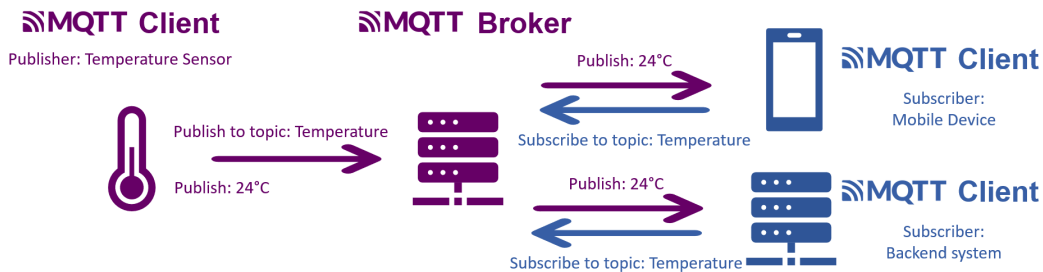 MQTT Client
Publisher: Temperature Sensor
Publish to topic: Temperature
Publish: 24°C
MQTT Broker
Publish: 24°C
Subscribe to topic: Temperature
Publish: 24°C
Subscribe to topic: Temperature
MQTT Client
Subscriber:
Mobile Device
MQTT Client
Subscriber:
Backend system